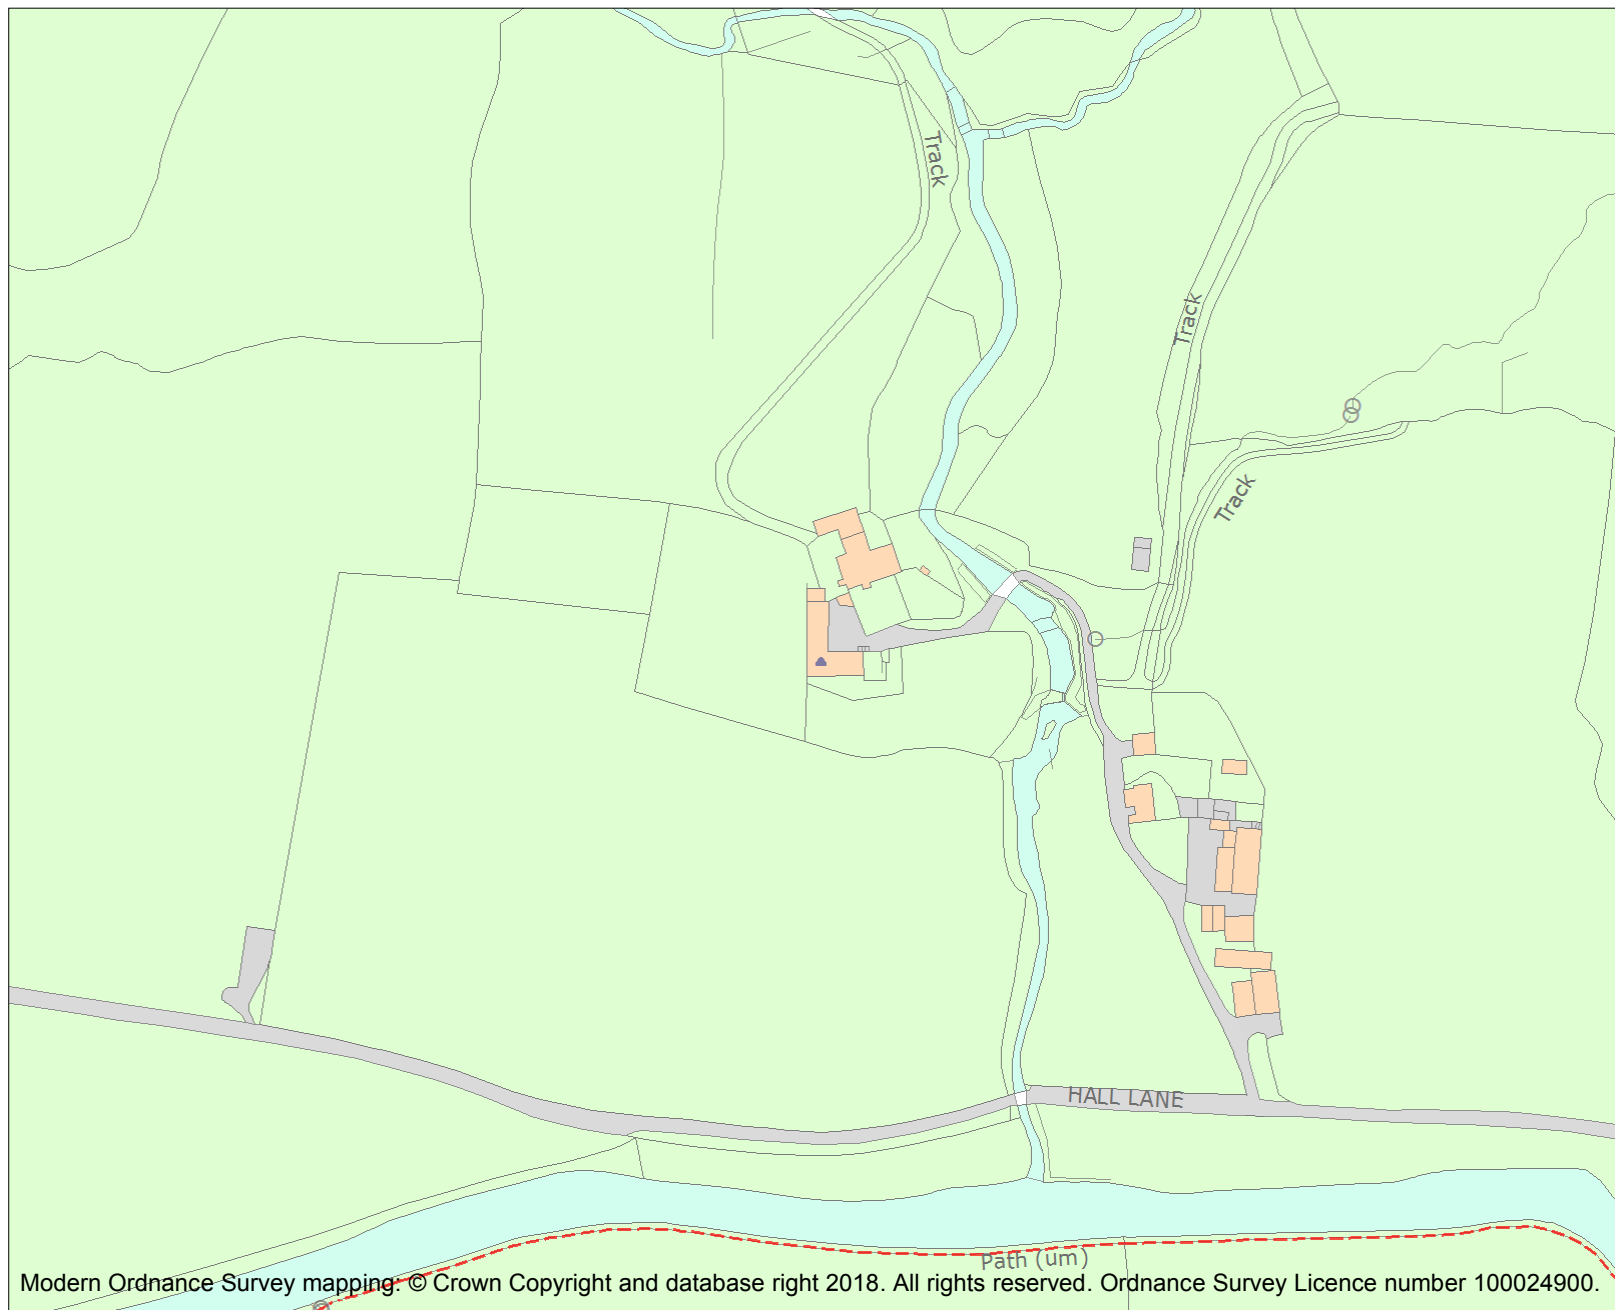 Track
Track
Track
HALL LANE
Path (um)
Modern Ordnance Survey mapping: © Crown Copyright and database right 2018. All rights reserved. Ordnance Survey Licence number 100024900.